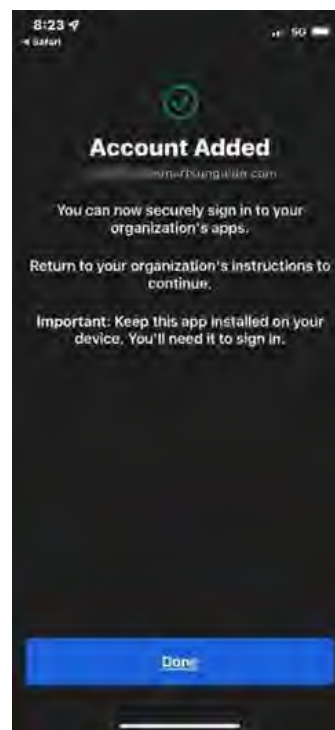 8:23
◀ Safari
5G
Account Added
You can now securely sign in to your
organization's apps.
Return to your organization's instructions to
continue.
Important: Keep this app installed on your
device. You'll need it to sign in.
Done